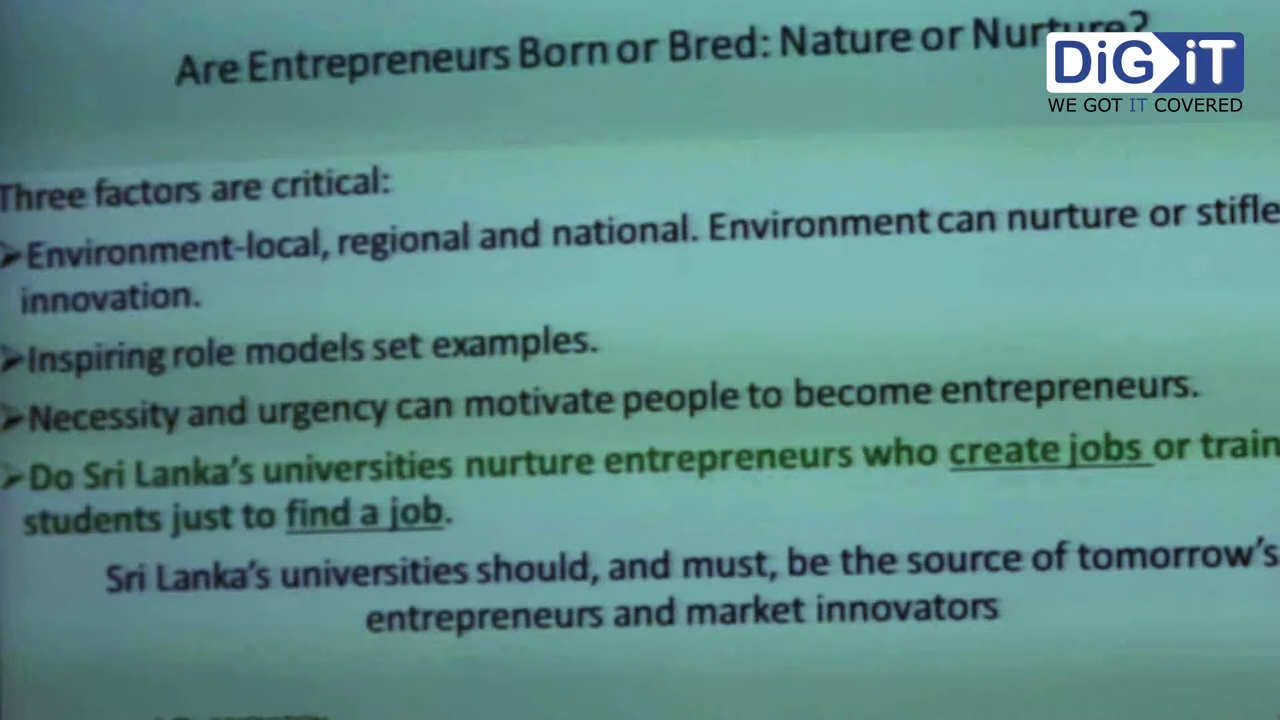 Are Entrepreneurs Born or Bred: Nature or Nurture?
DiGiT
WE GOT IT COVERED
Three factors are critical:
➢Environment-local, regional and national. Environment can nurture or stifle
innovation.
➢Inspiring role models set examples.
➢Necessity and urgency can motivate people to become entrepreneurs.
➢Do Sri Lanka's universities nurture entrepreneurs who create jobs or train
students just to find a job.
Sri Lanka's universities should, and must, be the source of tomorrow's
entrepreneurs and market innovators